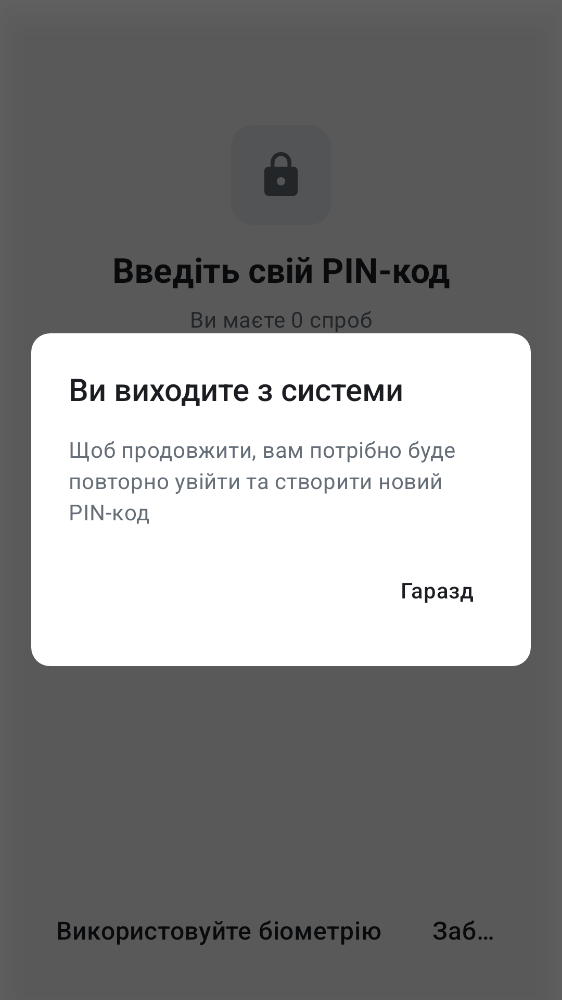 Введіть свій PIN-код
Ви маєте 0 спроб
Ви виходите з системи
Щоб продовжити, вам потрібно буде
повторно увійти та створити новий
PIN-код
Гаразд
Використовуйте біометрію
Заб...